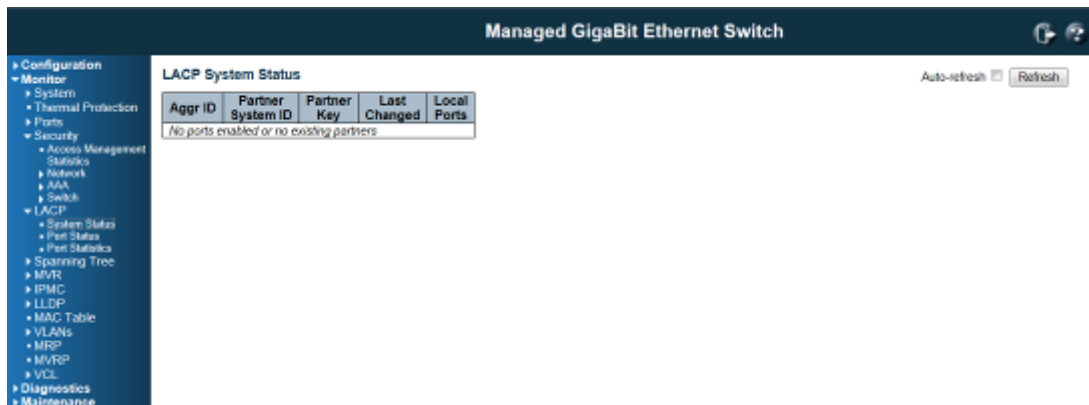 Managed GigaBit Ethernet Switch
Configuration
Monitor
System
Thermal Protection
Ports
Security
Access Management
Statistics
Network
AAA
Switch
LACP
System Status
Port Status
Port Statistics
Spanning Tree
MVR
IPMC
LLDP
MAC Table
VLANs
MRP
MVRP
VCL
Diagnostics
Maintenance
LACP System Status
Auto-refresh Refresh
Aggr ID Partner System ID Partner Key Last Changed Local Ports
No ports enabled or no existing partners